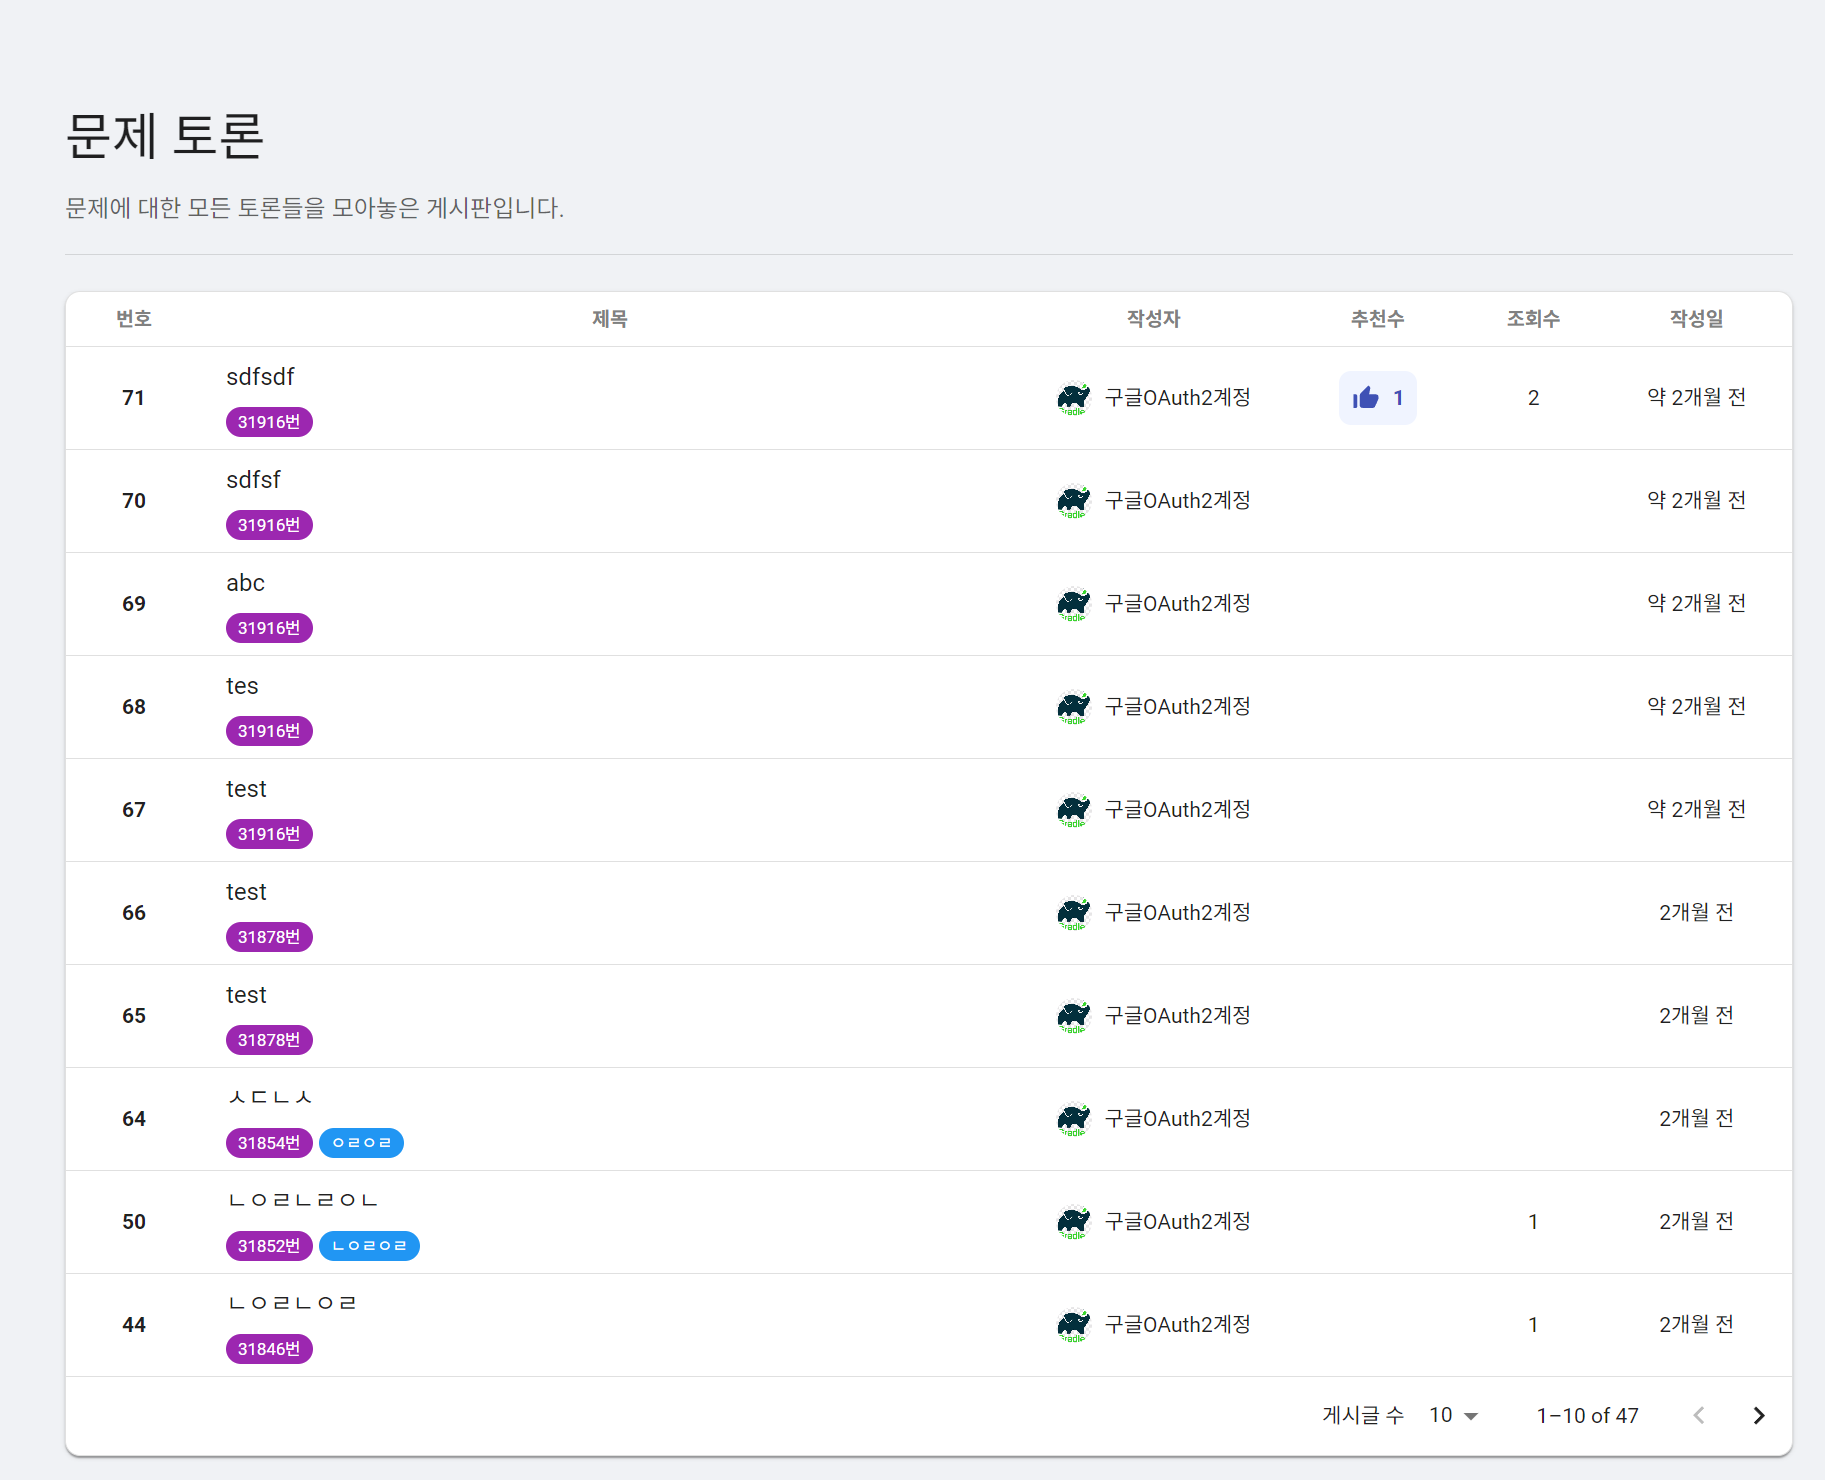 문제 토론
문제에 대한 모든 토론들을 모아놓은 게시판입니다.
번호 제목 작성자 추천수 조회수 작성일
71 sdfsdf 31916번 구글OAuth2계정 1 2 약 2개월 전
70 sdfsf 31916번 구글OAuth2계정 약 2개월 전
69 abc 31916번 구글OAuth2계정 약 2개월 전
68 tes 31916번 구글OAuth2계정 약 2개월 전
67 test 31916번 구글OAuth2계정 약 2개월 전
66 test 31878번 구글OAuth2계정 2개월 전
65 test 31878번 구글OAuth2계정 2개월 전
64 ㅅㄷㄴㅅ 31854번 ㅇㄹㅇㄹ 구글OAuth2계정 2개월 전
50 ㄴㅇㄹㄴㄹㅇㄴ 31852번 ㄴㅇㄹㅇㄹ 구글OAuth2계정 1 2개월 전
44 ㄴㅇㄹㄴㅇㄹ 31846번 구글OAuth2계정 1 2개월 전
게시글 수 10 1–10 of 47